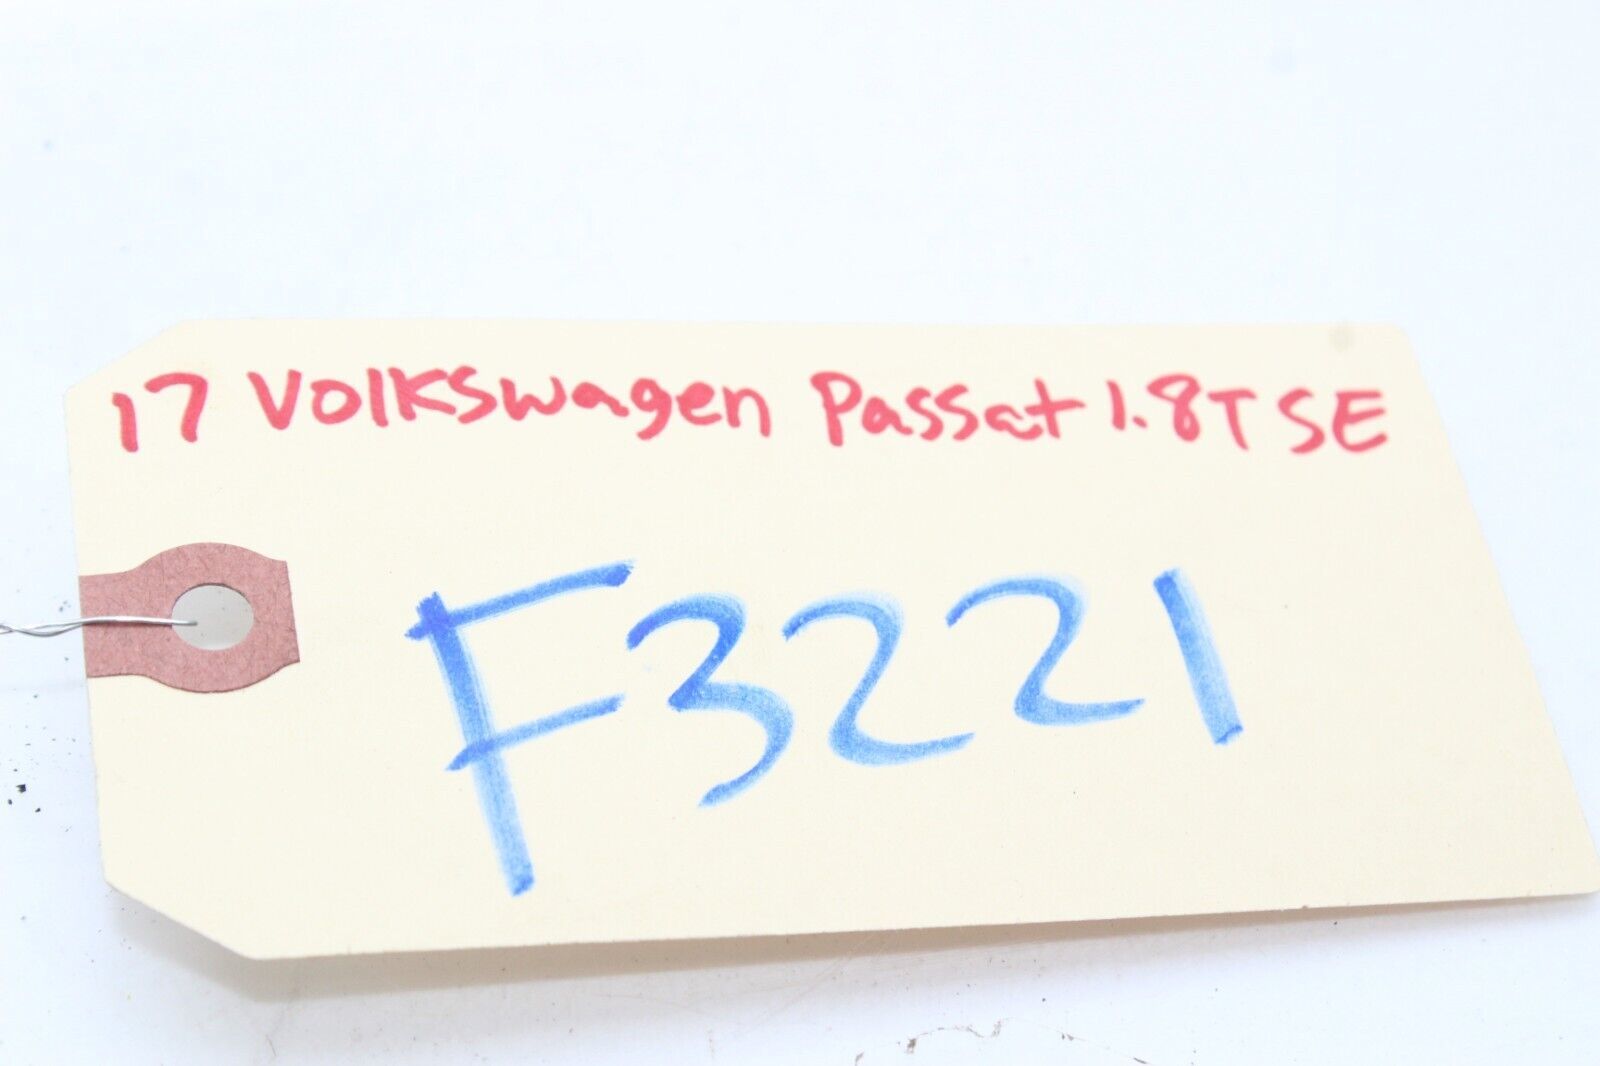 17 Volkswagen Passat 1.8T SE
F3221